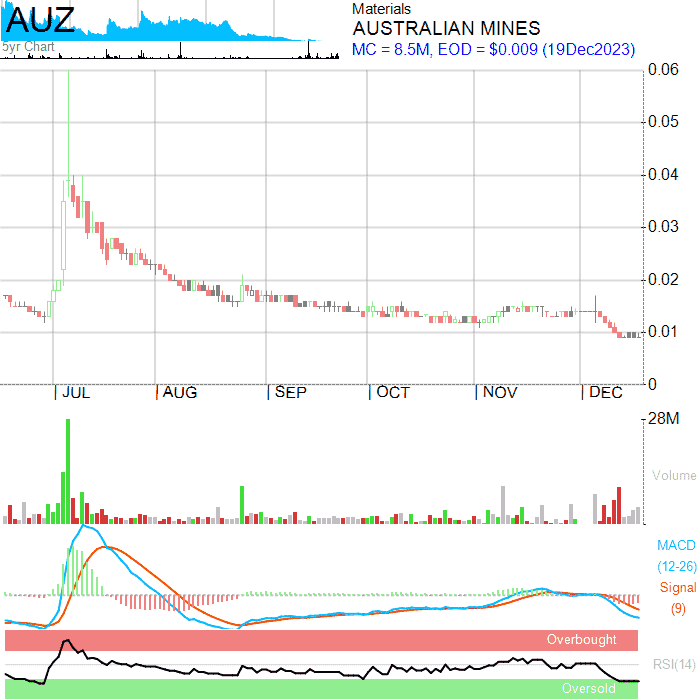 AUZ
5yr Chart
Materials
AUSTRALIAN MINES
MC = 8.5M, EOD = $0.009 (19Dec2023)
0.06
0.05
0.04
0.03
0.02
0.01
0
JUL AUG SEP OCT NOV DEC
28M
Volume
MACD
(12-26)
Signal
(9)
Overbought
RSI(14)
Oversold